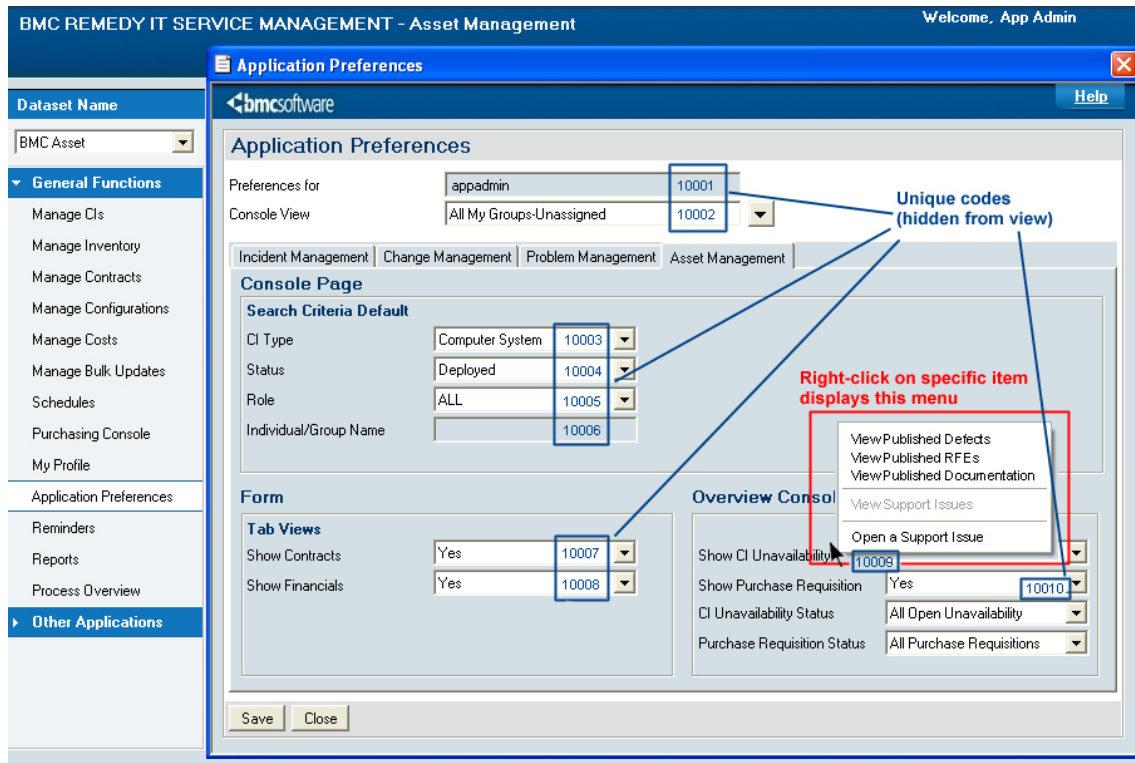 BMC REMEDY IT SERVICE MANAGEMENT - Asset Management
Welcome, App Admin
Application Preferences
Dataset Name
BMC Asset
General Functions
Manage CIs
Manage Inventory
Manage Contracts
Manage Configurations
Manage Costs
Manage Bulk Updates
Schedules
Purchasing Console
My Profile
Application Preferences
Reminders
Reports
Process Overview
Other Applications
bmcsoftware
Help
Application Preferences
Preferences for appadmin 10001
Console View All My Groups-Unassigned 10002
Unique codes
(hidden from view)
Incident Management Change Management Problem Management Asset Management
Console Page
Search Criteria Default
CI Type Computer System 10003
Status Deployed 10004
Role ALL 10005
Individual/Group Name 10006
Right-click on specific item
displays this menu
View Published Defects
View Published RFEs
View Published Documentation
View Support Issues
Open a Support Issue
Form
Tab Views
Show Contracts Yes 10007
Show Financials Yes 10008
Overview Consol
Show CI Unavailability 10009
Show Purchase Requisition Yes 10010
CI Unavailability Status All Open Unavailability
Purchase Requisition Status All Purchase Requisitions
Save Close